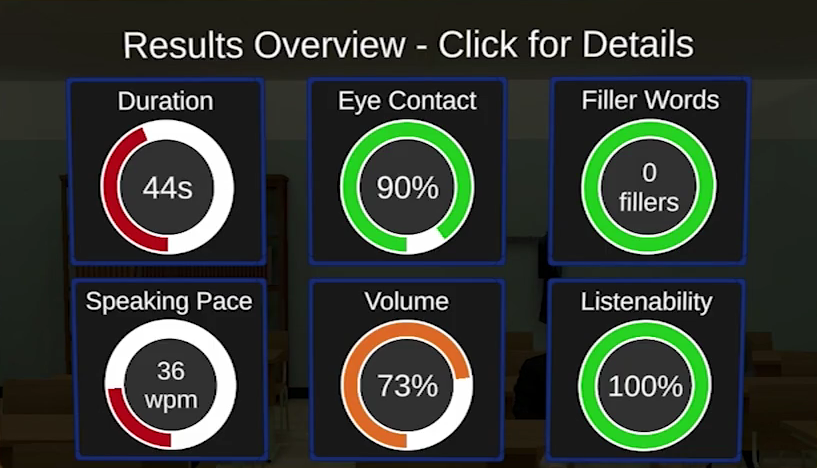 Results Overview - Click for Details
Duration
44s
Eye Contact
90%
Filler Words
0
fillers
Speaking Pace
36
wpm
Volume
73%
Listenability
100%